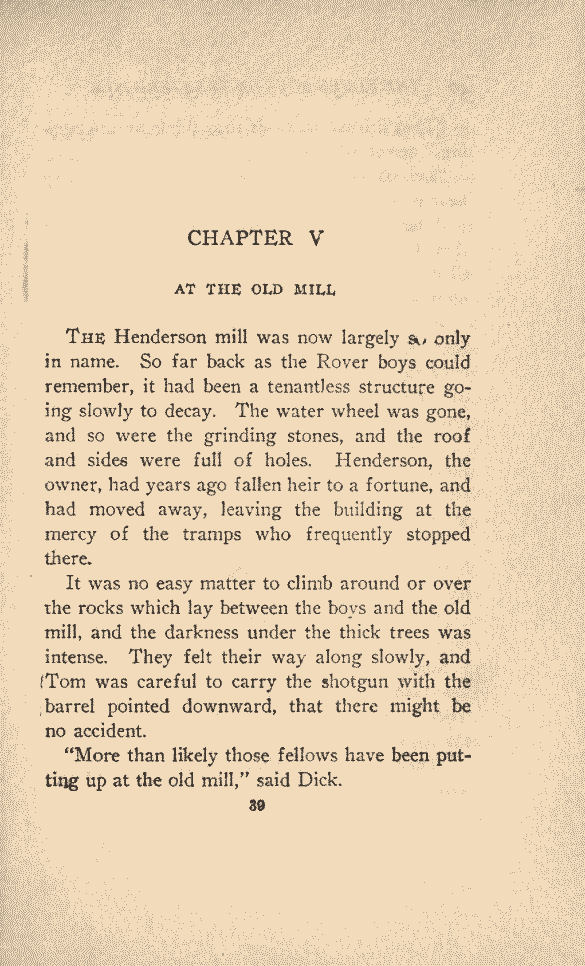 CHAPTER V
AT THE OLD MILL
THE Henderson mill was now largely only
in name. So far back as the Rover boys could
remember, it had been a tenantless structure go-
ing slowly to decay. The water wheel was gone,
and so were the grinding stones, and the roof
and sides were full of holes. Henderson, the
owner, had years ago fallen heir to a fortune, and
had moved away, leaving the building at the
mercy of the tramps who frequently stopped
there.
It was no easy matter to climb around or over
the rocks which lay between the boys and the old
mill, and the darkness under the thick trees was
intense. They felt their way along slowly, and
Tom was careful to carry the shotgun with the
barrel pointed downward, that there might be
no accident.
“More than likely those fellows have been put-
ting up at the old mill,” said Dick.
39